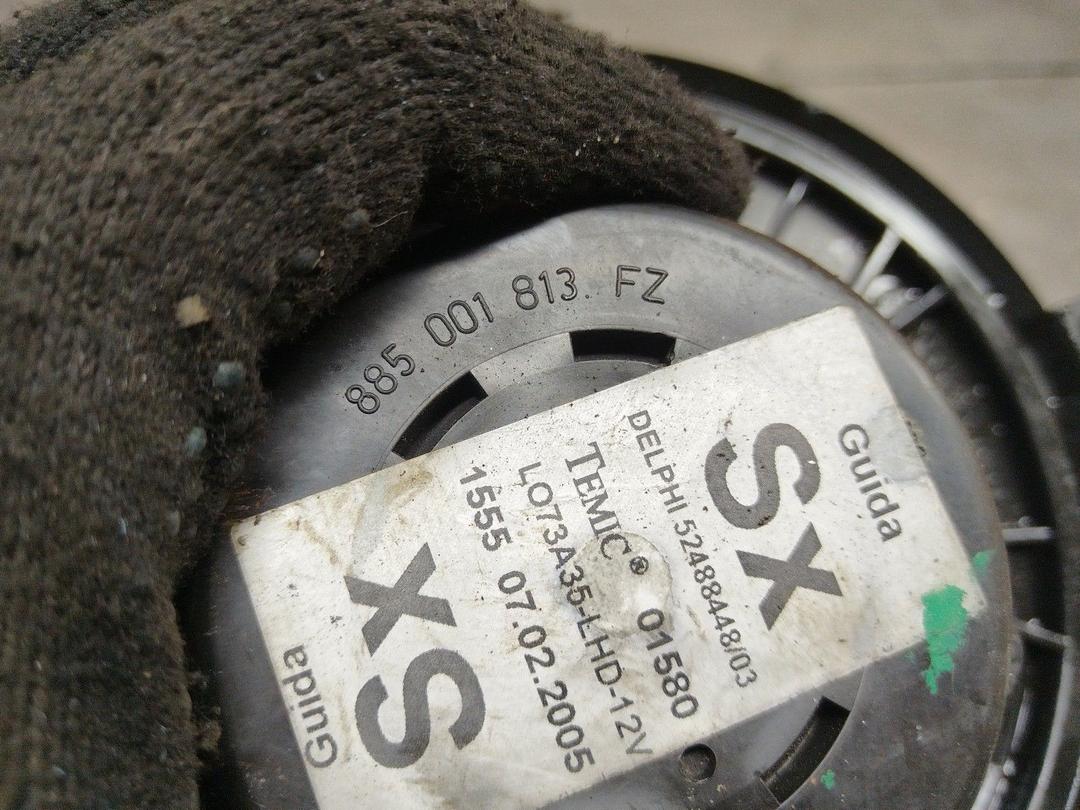 885 001 813. FZ
Guida
SX
DELPHI 52488448/03
TEMIC® 01580
LO73A35-LHD-12V
1555 07.02.2005
SX
Guida